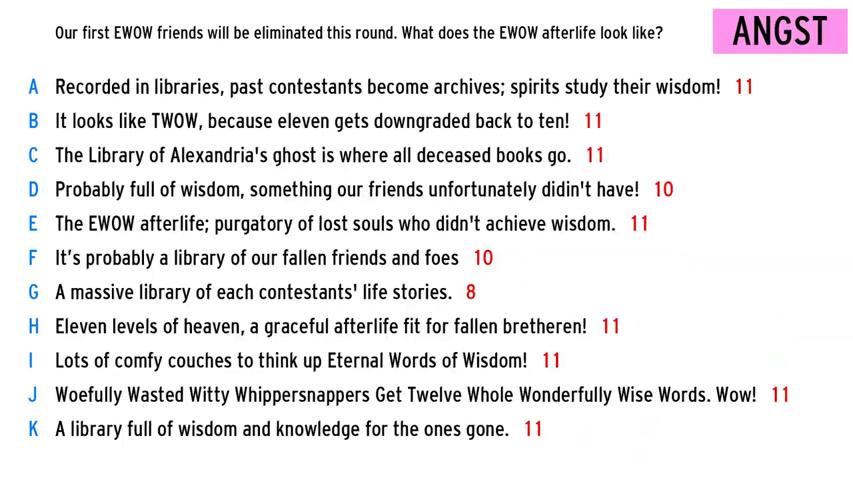 Our first EWOW friends will be eliminated this round. What does the EWOW afterlife look like?
ANGST
A Recorded in libraries, past contestants become archives; spirits study their wisdom! 11
B It looks like TWOW, because eleven gets downgraded back to ten! 11
C The Library of Alexandria's ghost is where all deceased books go. 11
D Probably full of wisdom, something our friends unfortunately didin't have! 10
E The EWOW afterlife; purgatory of lost souls who didn't achieve wisdom. 11
F It’s probably a library of our fallen friends and foes 10
G A massive library of each contestants' life stories. 8
H Eleven levels of heaven, a graceful afterlife fit for fallen bretheren! 11
I Lots of comfy couches to think up Eternal Words of Wisdom! 11
J Woefully Wasted Witty Whippersnappers Get Twelve Whole Wonderfully Wise Words. Wow! 11
K A library full of wisdom and knowledge for the ones gone. 11